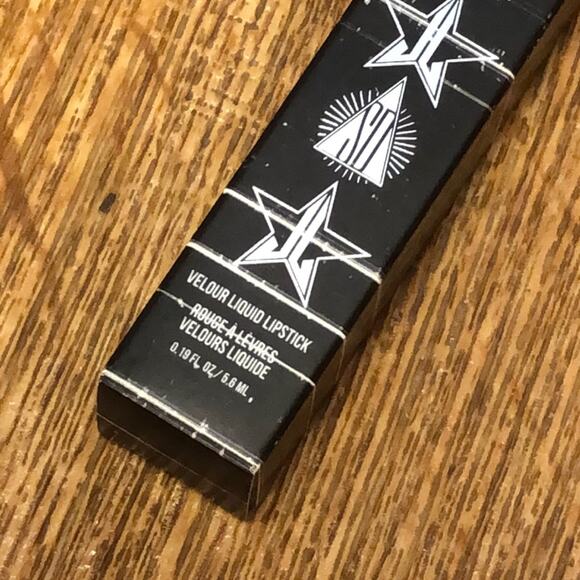 VELOUR LIQUID LIPSTICK
ROUGE À LÈVRES
VELOURS LIQUIDE
0.19 FL. OZ/ 5.6 ML